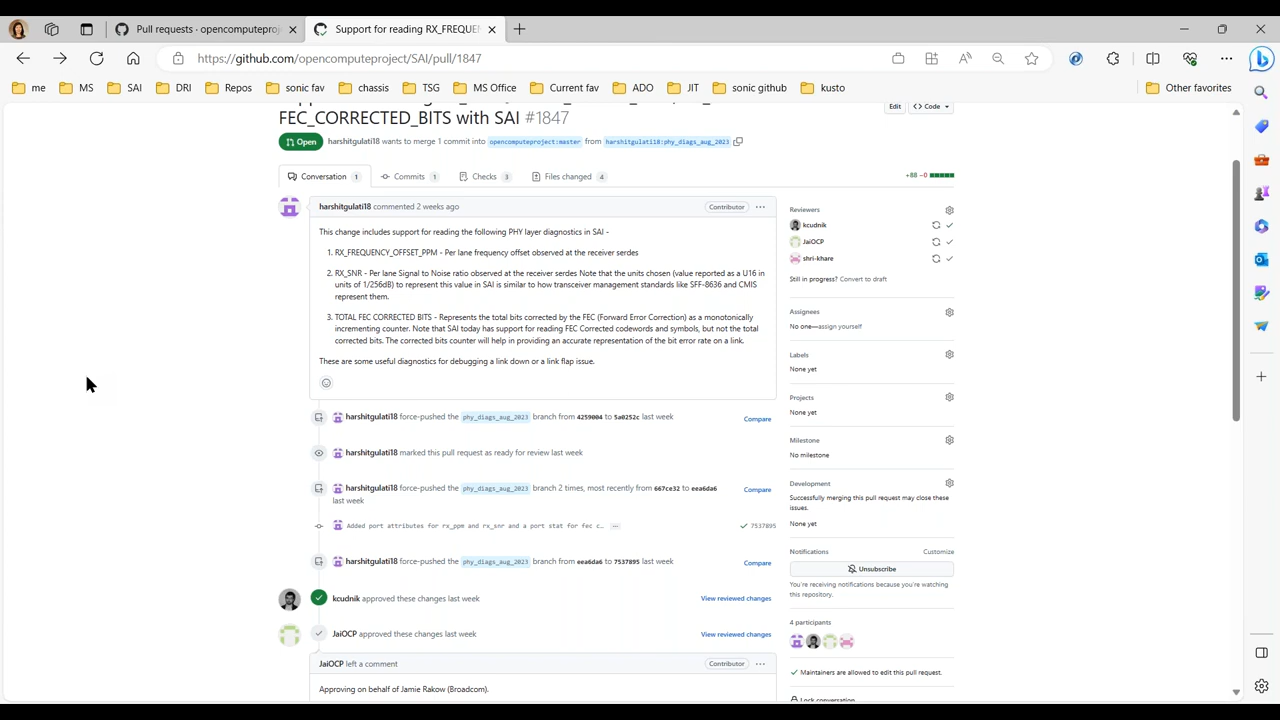 Pull requests · opencomputeproj
Support for reading RX_FREQUEN
https://github.com/opencomputeproject/SAI/pull/1847
me
MS
SAI
DRI
Repos
sonic fav
chassis
TSG
MS Office
Current fav
ADO
JIT
sonic github
kusto
Other favorites
FEC_CORRECTED_BITS with SAI #1847
Edit
<> Code
Open
harshitgulati18 wants to merge 1 commit into opencomputeproject:master from harshitgulati18:phy_diags_aug_2023
Conversation 1
Commits 1
Checks 3
Files changed 4
+88 −0
harshitgulati18 commented 2 weeks ago
Contributor
This change includes support for reading the following PHY layer diagnostics in SAI -
1. RX_FREQUENCY_OFFSET_PPM - Per lane frequency offset observed at the receiver serdes
2. RX_SNR - Per lane Signal to Noise ratio observed at the receiver serdes Note that the units chosen (value reported as a U16 in
units of 1/256dB) to represent this value in SAI is similar to how transceiver management standards like SFF-8636 and CMIS
represent them.
3. TOTAL FEC CORRECTED BITS - Represents the total bits corrected by the FEC (Forward Error Correction) as a monotonically
incrementing counter. Note that SAI today has support for reading FEC Corrected codewords and symbols, but not the total
corrected bits. The corrected bits counter will help in providing an accurate representation of the bit error rate on a link.
These are some useful diagnostics for debugging a link down or a link flap issue.
harshitgulati18 force-pushed the phy_diags_aug_2023 branch from 4259004 to 5a0252c last week
Compare
harshitgulati18 marked this pull request as ready for review last week
harshitgulati18 force-pushed the phy_diags_aug_2023 branch 2 times, most recently from 667ce32 to eea6da6
last week
Compare
Added port attributes for rx_ppm and rx_snr and a port stat for fec c…
7537895
harshitgulati18 force-pushed the phy_diags_aug_2023 branch from eea6da6 to 7537895 last week
Compare
kcudnik approved these changes last week
View reviewed changes
JaiOCP approved these changes last week
View reviewed changes
JaiOCP left a comment
Contributor
Approving on behalf of Jamie Rakow (Broadcom).
Reviewers
kcudnik
JaiOCP
shri-khare
Still in progress? Convert to draft
Assignees
No one—assign yourself
Labels
None yet
Projects
None yet
Milestone
No milestone
Development
Successfully merging this pull request may close these
issues.
None yet
Notifications
Customize
Unsubscribe
You're receiving notifications because you're watching
this repository.
4 participants
Maintainers are allowed to edit this pull request.
Lock conversation